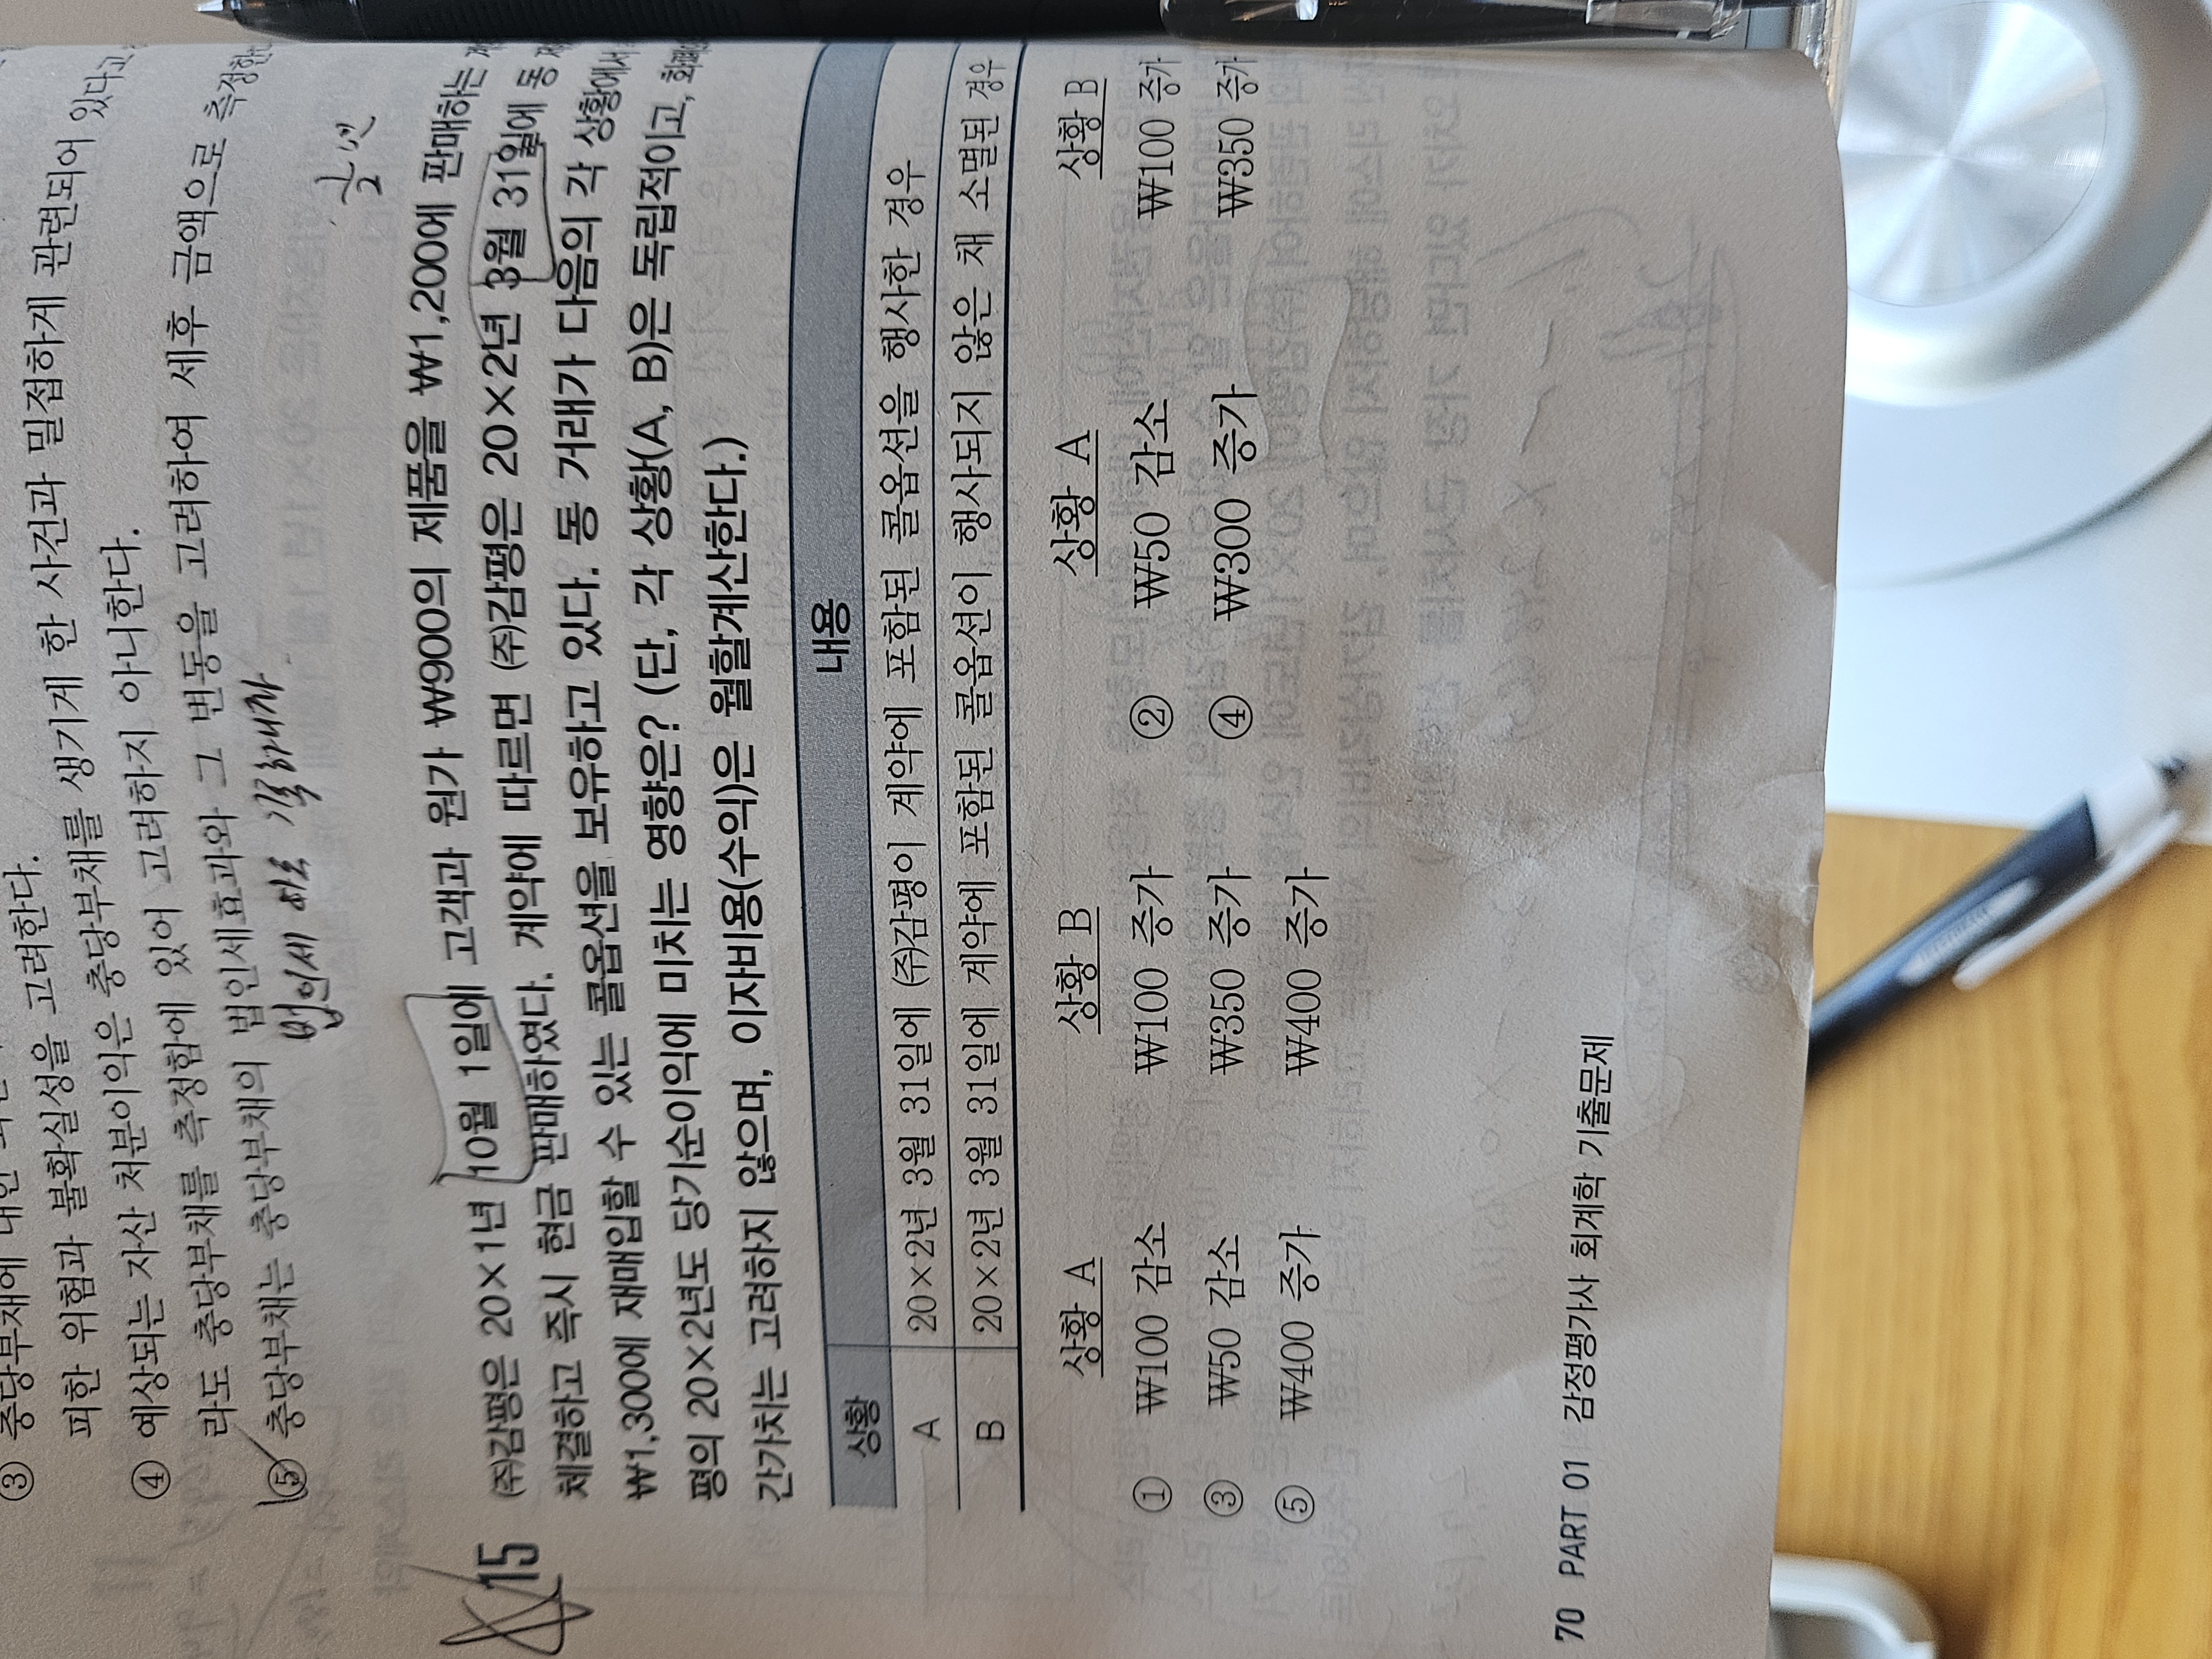 ③ 충당부채에 대한
피한 위험과 불확실성을 고려한다.
④ 예상되는 자산 처분이익은 충당부채를 생기게 한 사건과 밀접하게 관련되어 있다고
라도 충당부채를 측정함에 있어 고려하지 아니한다.
⑤ 충당부채는 충당부채의 법인세효과와 그 변동을 고려하여 세후 금액으로 측정한
법인세
15 (주)감평은 20×1년 10월 1일에 고객과 원가 ₩900의 제품을 ₩1,200에 판매하는
체결하고 즉시 현금 판매하였다. 계약에 따르면 (주)감평은 20×2년 3월 31일에 동
₩1,300에 재매입할 수 있는 콜옵션을 보유하고 있다. 동 거래가 다음의 각 상황에서
평의 20×2년도 당기순이익에 미치는 영향은? (단, 각 상황(A, B)은 독립적이고, 화폐
간가치는 고려하지 않으며, 이자비용(수익)은 월할계산한다.)
상황 내용
A 20×2년 3월 31일에 (주)감평이 계약에 포함된 콜옵션을 행사한 경우
B 20×2년 3월 31일에 계약에 포함된 콜옵션이 행사되지 않은 채 소멸된 경우
상황 A 상황 B 상황 A 상황 B
① ₩100 감소 ₩100 증가 ② ₩50 감소 ₩100 증가
③ ₩50 감소 ₩350 증가 ④ ₩300 증가 ₩350 증가
⑤ ₩400 증가 ₩400 증가
70 PART 01 감정평가사 회계학 기출문제